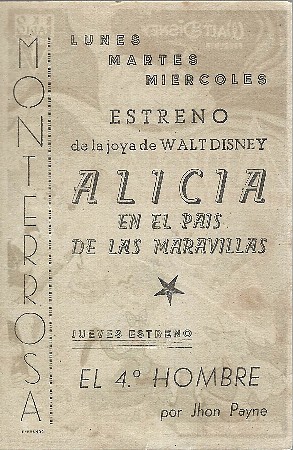 MONTERROSA
LUNES
MARTES
MIERCOLES
ESTRENO
de la joya de WALT DISNEY
ALICIA
EN EL PAIS
DE LAS MARAVILLAS
JUEVES ESTRENO
EL 4.º HOMBRE
por Jhon Payne